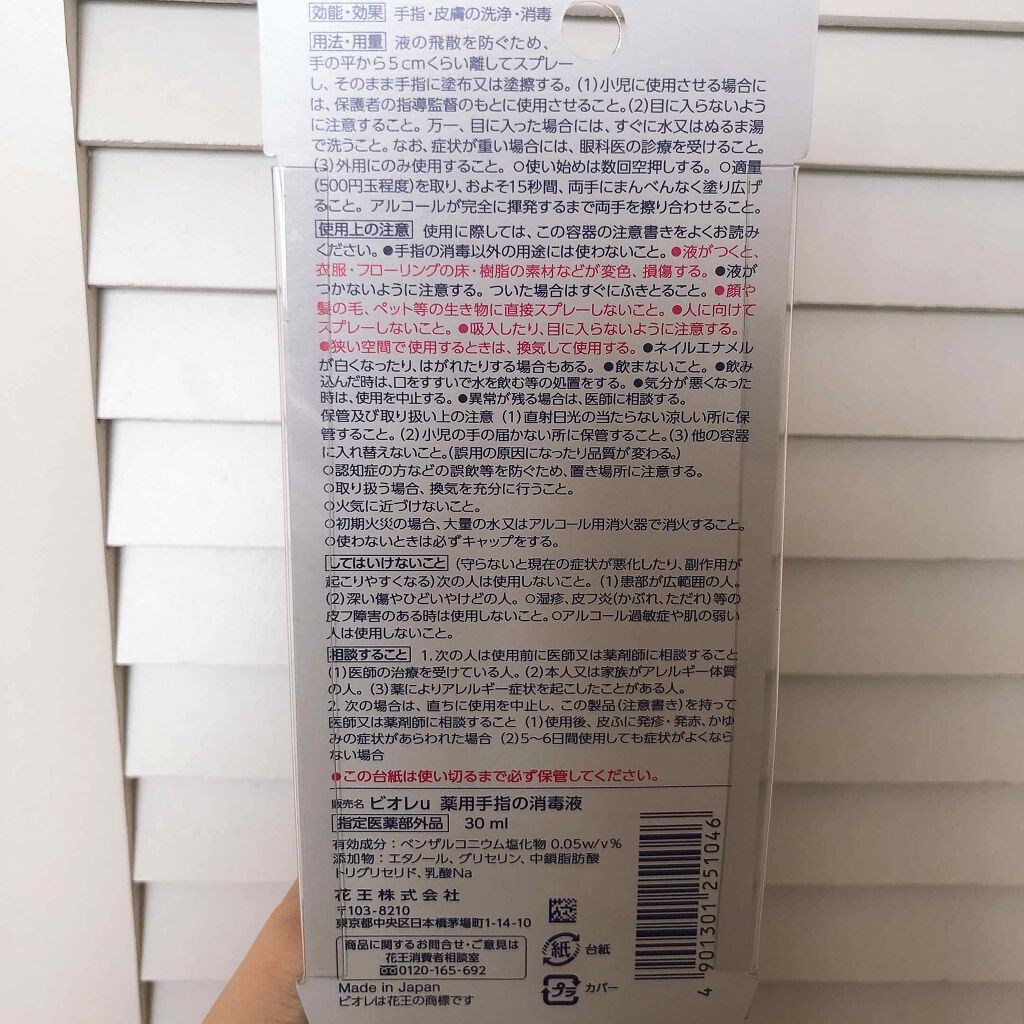 効能・効果 手指・皮膚の洗浄・消毒
用法・用量 液の飛散を防ぐため、
手の平から5cmくらい離してスプレー
し、そのまま手指に塗布又は塗擦する。(1)小児に使用させる場合に
は、保護者の指導監督のもとに使用させること。(2)目に入らないよう
に注意すること。万一、目に入った場合には、すぐに水又はぬるま湯
で洗うこと。なお、症状が重い場合には、眼科医の診療を受けること。
(3)外用にのみ使用すること。○使い始めは数回空押しする。○適量
(500円玉程度)を取り、およそ15秒間、両手にまんべんなく塗り広げ
ること。アルコールが完全に揮発するまで両手を擦り合わせること。
使用上の注意 使用に際しては、この容器の注意書きをよくお読み
ください。●手指の消毒以外の用途には使わないこと。●液がつくと、
衣服・フローリングの床・樹脂の素材などが変色、損傷する。●液が
つかないように注意する。ついた場合はすぐにふきとること。●顔や
髪の毛、ペット等の生き物に直接スプレーしないこと。●人に向けて
スプレーしないこと。●吸入したり、目に入らないように注意する。
●狭い空間で使用するときは、換気して使用する。●ネイルエナメル
が白くなったり、はがれたりする場合もある。●飲まないこと。●飲み
込んだ時は、口をすすいで水を飲む等の処置をする。●気分が悪くなった
時は、使用を中止する。●異常が残る場合は、医師に相談する。
保管及び取り扱い上の注意 (1)直射日光の当たらない涼しい所に保
管すること。(2)小児の手の届かない所に保管すること。(3)他の容器
に入れ替えないこと。(誤用の原因になったり品質が変わる。)
○認知症の方などの誤飲等を防ぐため、置き場所に注意する。
○取り扱う場合、換気を充分に行うこと。
○火気に近づけないこと。
○初期火災の場合、大量の水又はアルコール用消火器で消火すること。
○使わないときは必ずキャップをする。
してはいけないこと (守らないと現在の症状が悪化したり、副作用が
起こりやすくなる)次の人は使用しないこと。(1)患部が広範囲の人。
(2)深い傷やひどいやけどの人。○湿疹、皮フ炎(かぶれ、ただれ)等の
皮フ障害のある時は使用しないこと。○アルコール過敏症や肌の弱い
人は使用しないこと。
相談すること 1.次の人は使用前に医師又は薬剤師に相談すること
(1)医師の治療を受けている人。(2)本人又は家族がアレルギー体質
の人。(3)薬によりアレルギー症状を起こしたことがある人。
2.次の場合は、直ちに使用を中止し、この製品(注意書き)を持って
医師又は薬剤師に相談すること (1)使用後、皮ふに発疹・発赤、かゆ
みの症状があらわれた場合 (2)5〜6日間使用しても症状がよくなら
ない場合
●この台紙は使い切るまで必ず保管してください。
販売名 ビオレu 薬用手指の消毒液
指定医薬部外品 30 ml
有効成分：ベンザルコニウム塩化物 0.05w/v%
添加物：エタノール、グリセリン、中鎖脂肪酸
トリグリセリド、乳酸Na
花王株式会社
〒103-8210
東京都中央区日本橋茅場町1-14-10
商品に関するお問合せ・ご意見は
花王消費者相談室
0120-165-692
Made in Japan
ビオレは花王の商標です
紙 台紙
プラ カバー
4 901301 251046